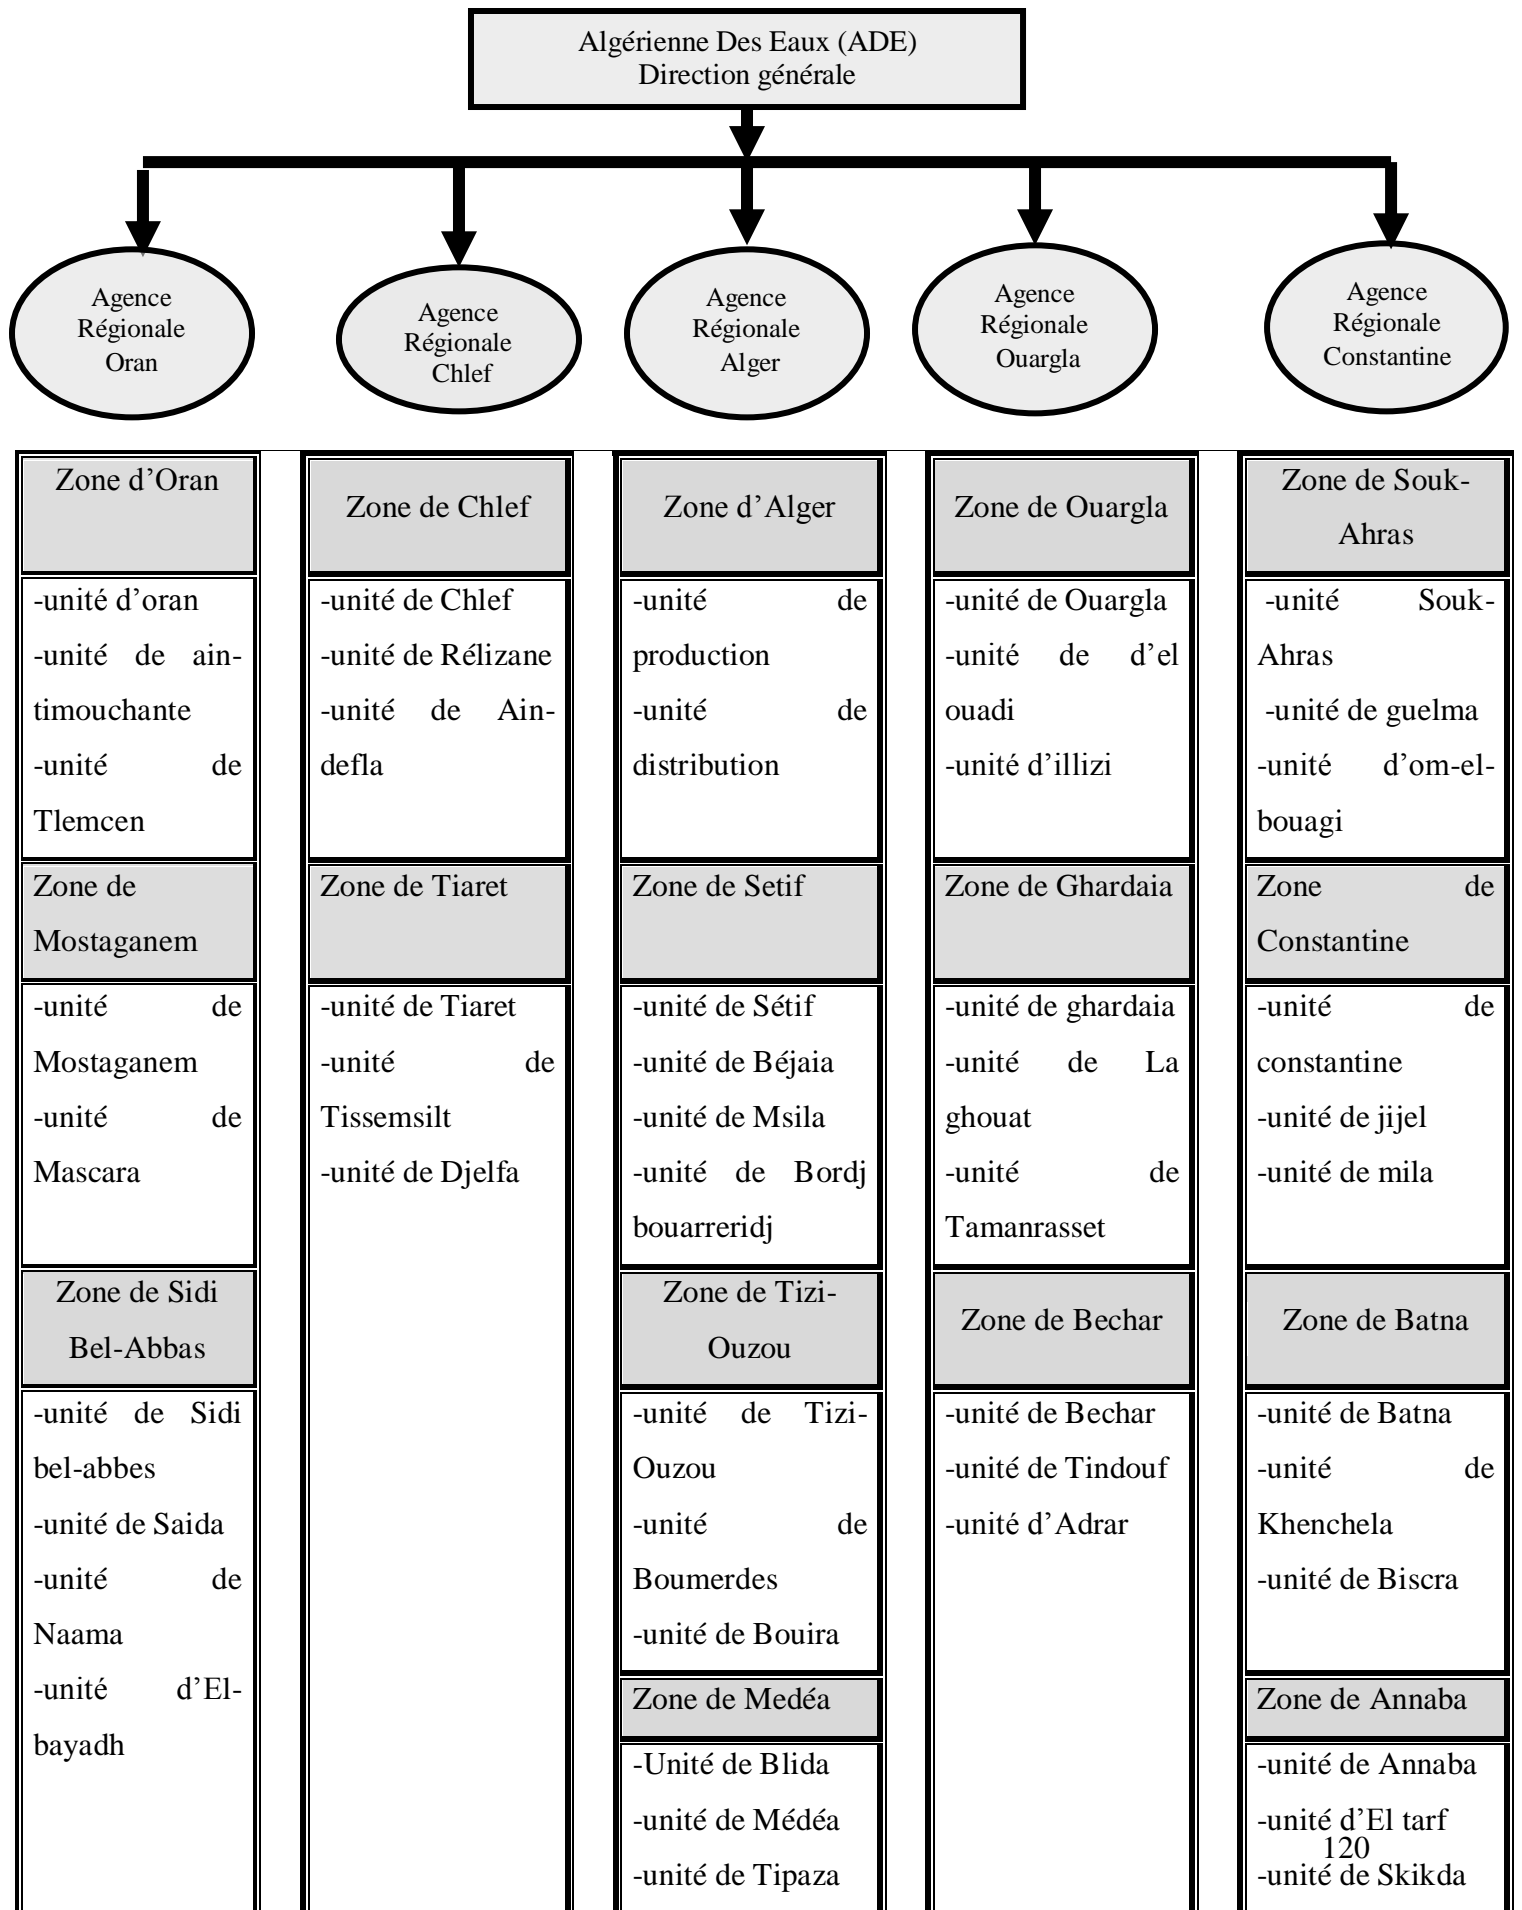 Algérienne Des Eaux (ADE)
Direction générale
Agence
Régionale
Oran
Agence
Régionale
Chlef
Agence
Régionale
Alger
Agence
Régionale
Ouargla
Agence
Régionale
Constantine
Zone d’Oran
-unité d’oran
-unité de ain-
timouchante
-unité de
Tlemcen
Zone de
Mostaganem
-unité de
Mostaganem
-unité de
Mascara
Zone de Sidi
Bel-Abbas
-unité de Sidi
bel-abbes
-unité de Saida
-unité de
Naama
-unité d’El-
bayadh
Zone de Chlef
-unité de Chlef
-unité de Rélizane
-unité de Ain-
defla
Zone de Tiaret
-unité de Tiaret
-unité de
Tissemsilt
-unité de Djelfa
Zone d’Alger
-unité de
production
-unité de
distribution
Zone de Setif
-unité de Sétif
-unité de Béjaia
-unité de Msila
-unité de Bordj
bouarreridj
Zone de Tizi-
Ouzou
-unité de Tizi-
Ouzou
-unité de
Boumerdes
-unité de Bouira
Zone de Medéa
-Unité de Blida
-unité de Médéa
-unité de Tipaza
Zone de Ouargla
-unité de Ouargla
-unité de d’el
ouadi
-unité d'illizi
Zone de Ghardaia
-unité de ghardaia
-unité de La
ghouat
-unité de
Tamanrasset
Zone de Bechar
-unité de Bechar
-unité de Tindouf
-unité d’Adrar
Zone de Souk-
Ahras
-unité Souk-
Ahras
-unité de guelma
-unité d’om-el-
bouagi
Zone de
Constantine
-unité de
constantine
-unité de jijel
-unité de mila
Zone de Batna
-unité de Batna
-unité de
Khenchela
-unité de Biscra
Zone de Annaba
-unité de Annaba
-unité d’El tarf
-unité de Skikda
120